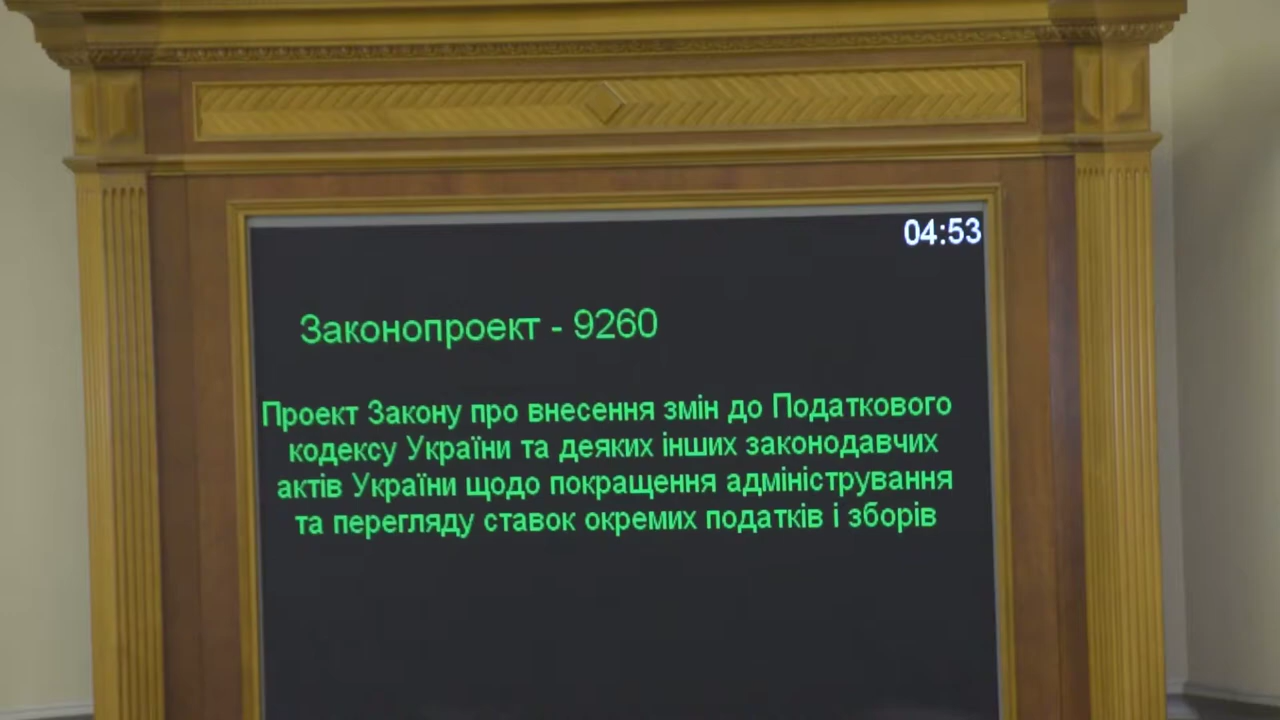 04:53
Законопроект - 9260
Проект Закону про внесення змін до Податкового
кодексу України та деяких інших законодавчих
актів України щодо покращення адміністрування
та перегляду ставок окремих податків і зборів